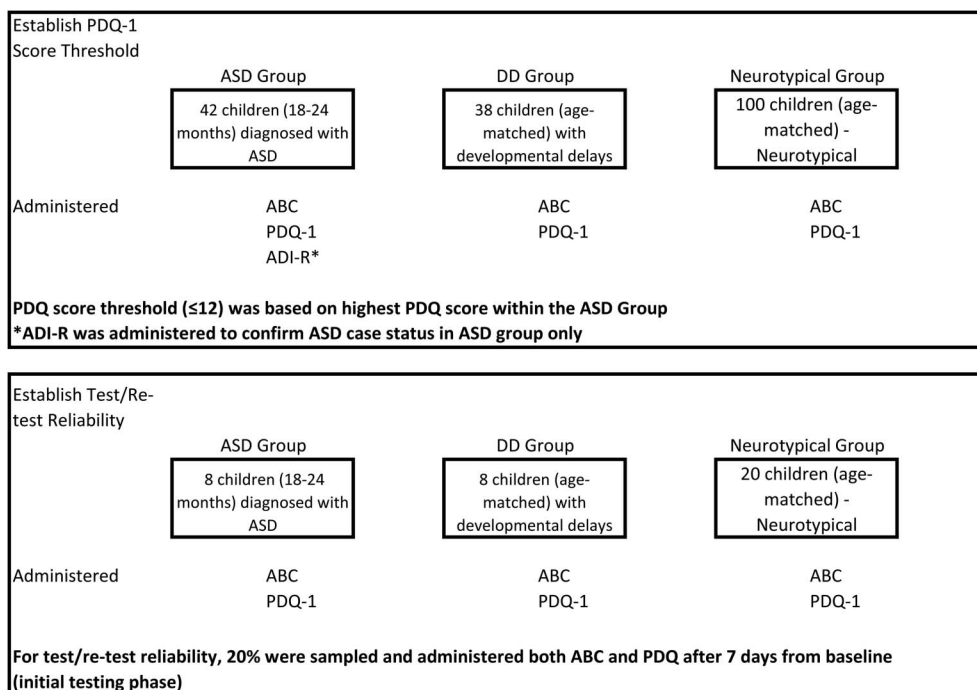 Establish PDQ-1
Score Threshold
ASD Group DD Group Neurotypical Group
42 children (18-24 38 children (age- 100 children (age-
months) diagnosed with matched) with matched) -
ASD developmental delays Neurotypical
Administered ABC ABC ABC
PDQ-1 PDQ-1 PDQ-1
ADI-R*
PDQ score threshold (≤12) was based on highest PDQ score within the ASD Group
*ADI-R was administered to confirm ASD case status in ASD group only
Establish Test/Re-
test Reliability
ASD Group DD Group Neurotypical Group
8 children (18-24 8 children (age- 20 children (age-
months) diagnosed with matched) with matched) -
ASD developmental delays Neurotypical
Administered ABC ABC ABC
PDQ-1 PDQ-1 PDQ-1
For test/re-test reliability, 20% were sampled and administered both ABC and PDQ after 7 days from baseline
(initial testing phase)